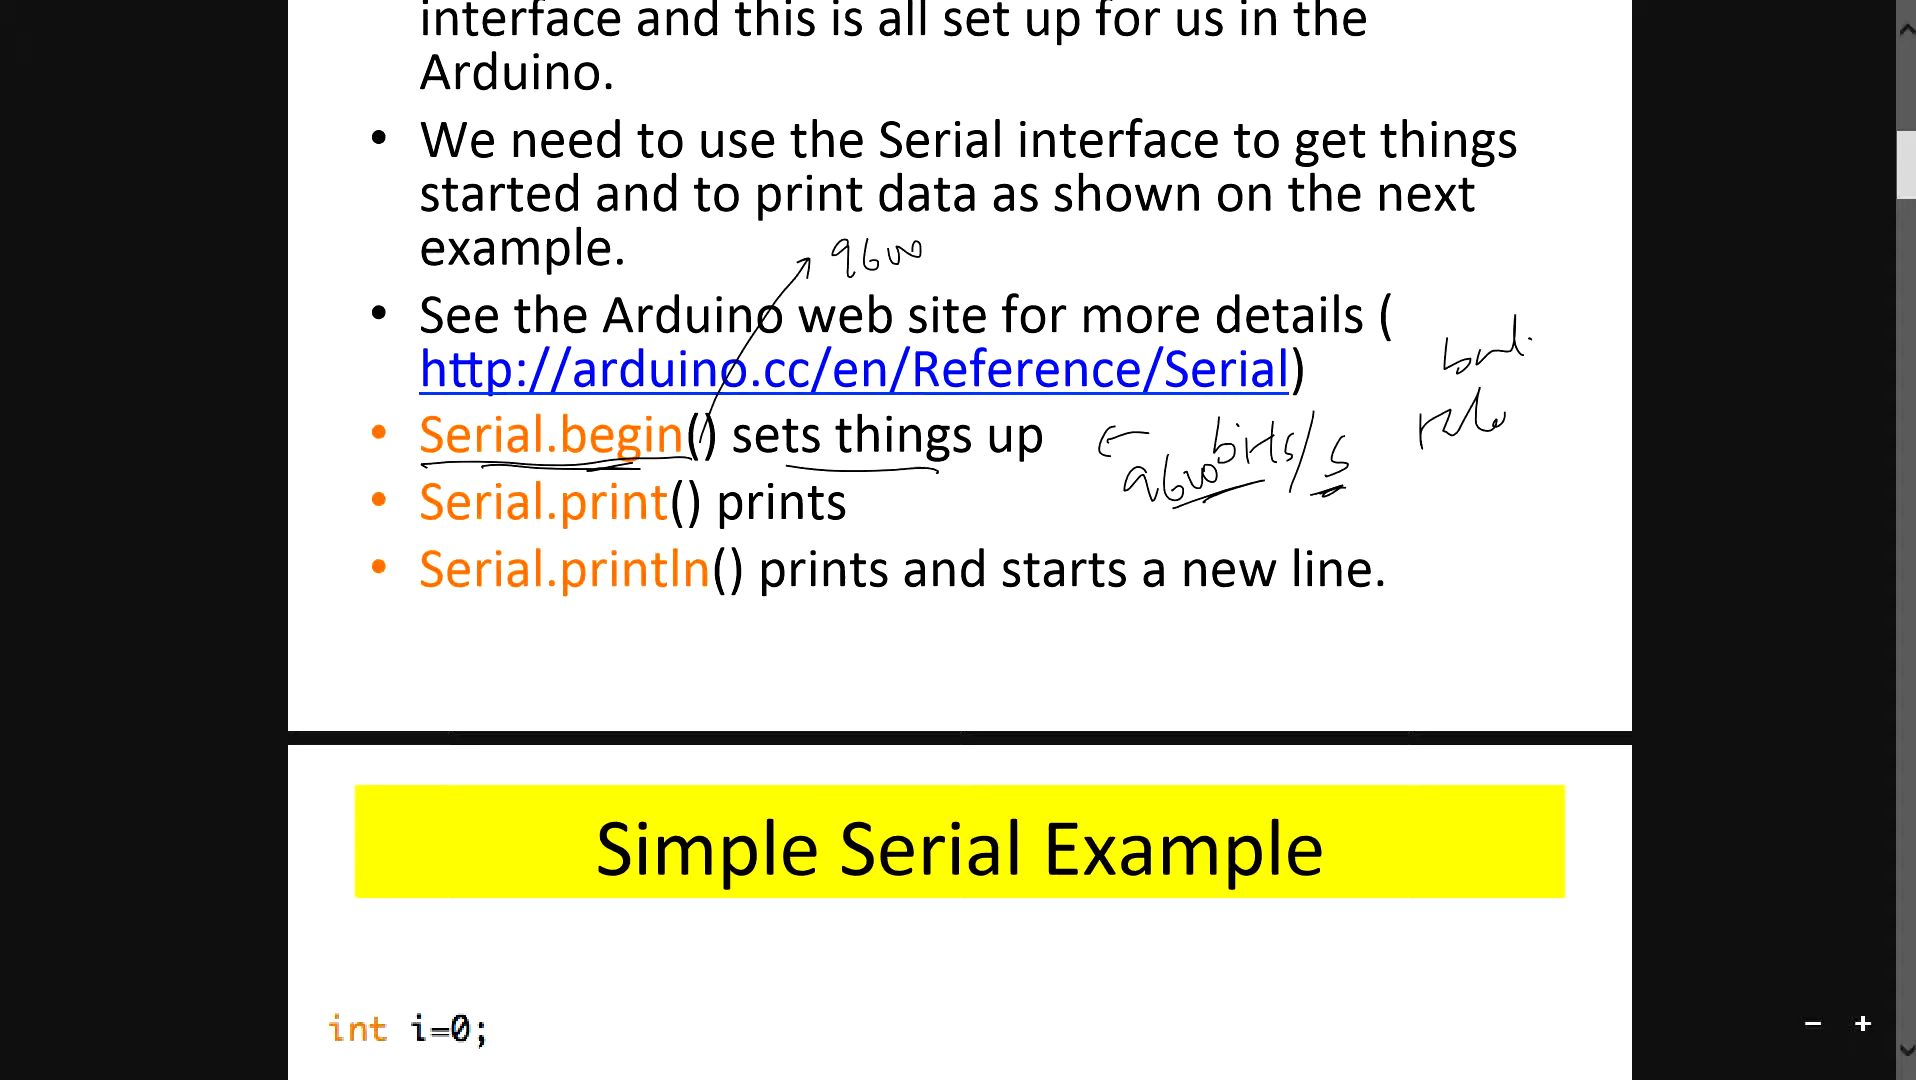 interface and this is all set up for us in the
Arduino.
• We need to use the Serial interface to get things
started and to print data as shown on the next
example.
9600
• See the Arduino web site for more details (
http://arduino.cc/en/Reference/Serial)
• Serial.begin() sets things up
9600 bits/s
• Serial.print() prints
• Serial.println() prints and starts a new line.
Simple Serial Example
int i=0;